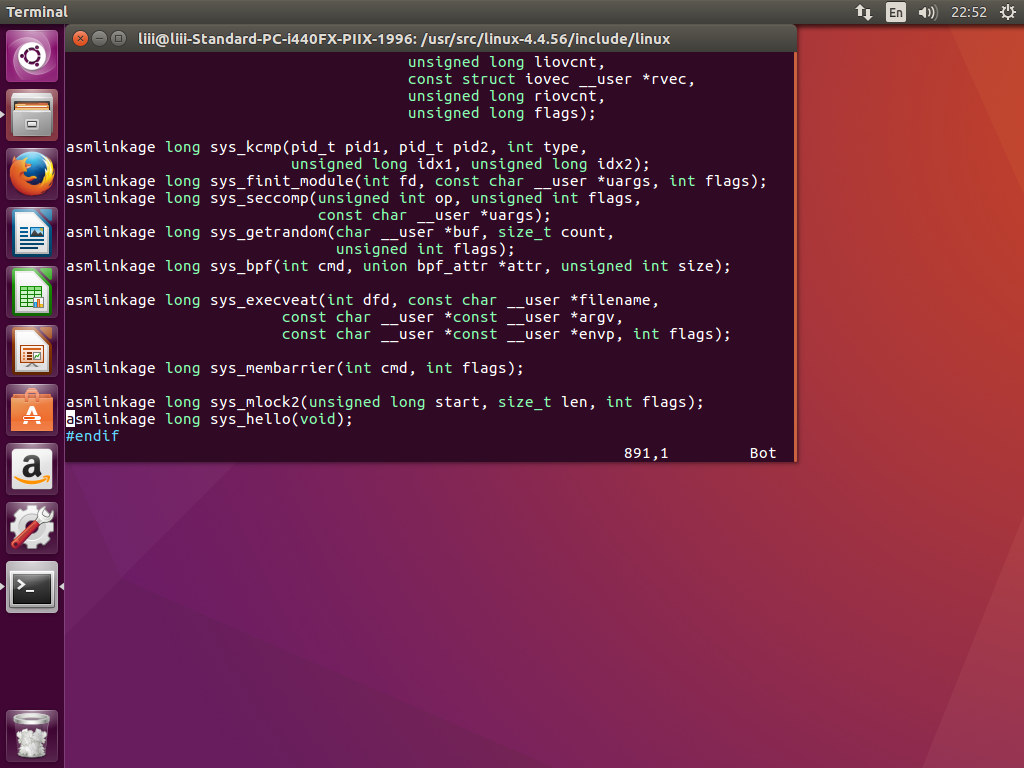 Terminal
En
22:52
liii@liii-Standard-PC-i440FX-PIIX-1996: /usr/src/linux-4.4.56/include/linux
unsigned long liovcnt,
const struct iovec __user *rvec,
unsigned long riovcnt,
unsigned long flags);
asmlinkage long sys_kcmp(pid_t pid1, pid_t pid2, int type,
unsigned long idx1, unsigned long idx2);
asmlinkage long sys_finit_module(int fd, const char __user *uargs, int flags);
asmlinkage long sys_seccomp(unsigned int op, unsigned int flags,
const char __user *uargs);
asmlinkage long sys_getrandom(char __user *buf, size_t count,
unsigned int flags);
asmlinkage long sys_bpf(int cmd, union bpf_attr *attr, unsigned int size);
asmlinkage long sys_execveat(int dfd, const char __user *filename,
const char __user *const __user *argv,
const char __user *const __user *envp, int flags);
asmlinkage long sys_membarrier(int cmd, int flags);
asmlinkage long sys_mlock2(unsigned long start, size_t len, int flags);
asmlinkage long sys_hello(void);
#endif
891,1 Bot